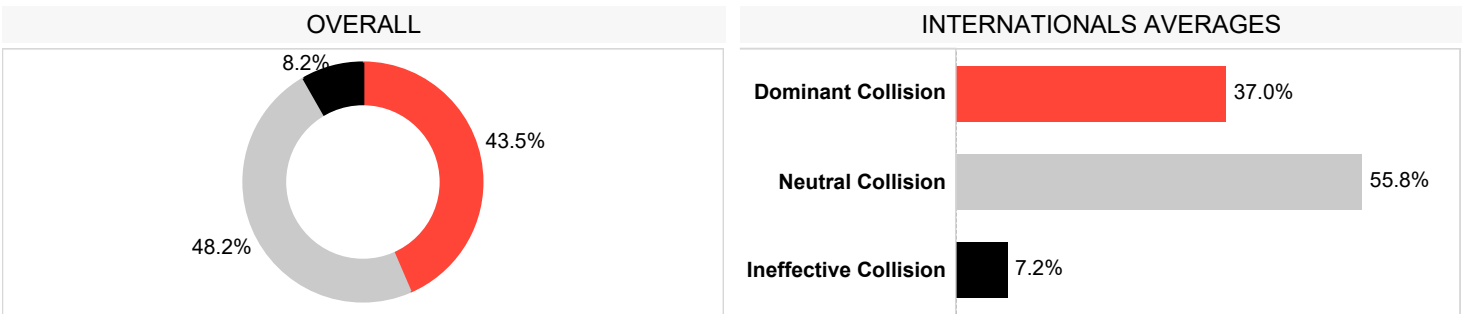 OVERALL
8.2%
43.5%
48.2%
INTERNATIONALS AVERAGES
Dominant Collision 37.0%
Neutral Collision 55.8%
Ineffective Collision 7.2%